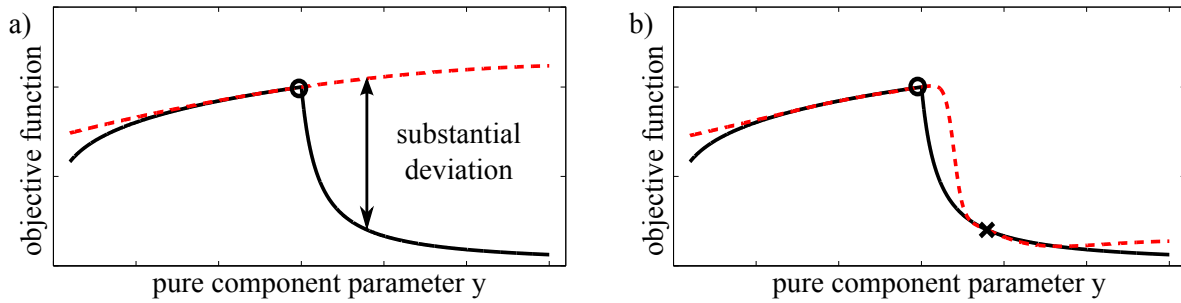 a)
objective function
substantial
deviation
pure component parameter y
b)
objective function
pure component parameter y